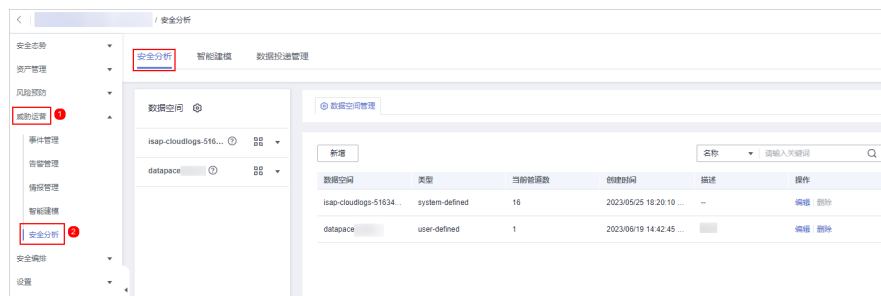 / 安全分析
安全态势
资产管理
风险预防
威胁运营 1
事件管理
告警管理
情报管理
智能建模
安全分析 2
安全编排
设置
安全分析 智能建模 数据投递管理
数据空间
isap-cloudlogs-516...
datapace
数据空间管理
新增 名称 请输入关键词
数据空间 类型 当前管道数 创建时间 描述 操作
isap-cloudlogs-51634... system-defined 16 2023/05/25 18:20:10 ... -- 编辑 删除
datapace user-defined 1 2023/06/19 14:42:45 ... 编辑 删除